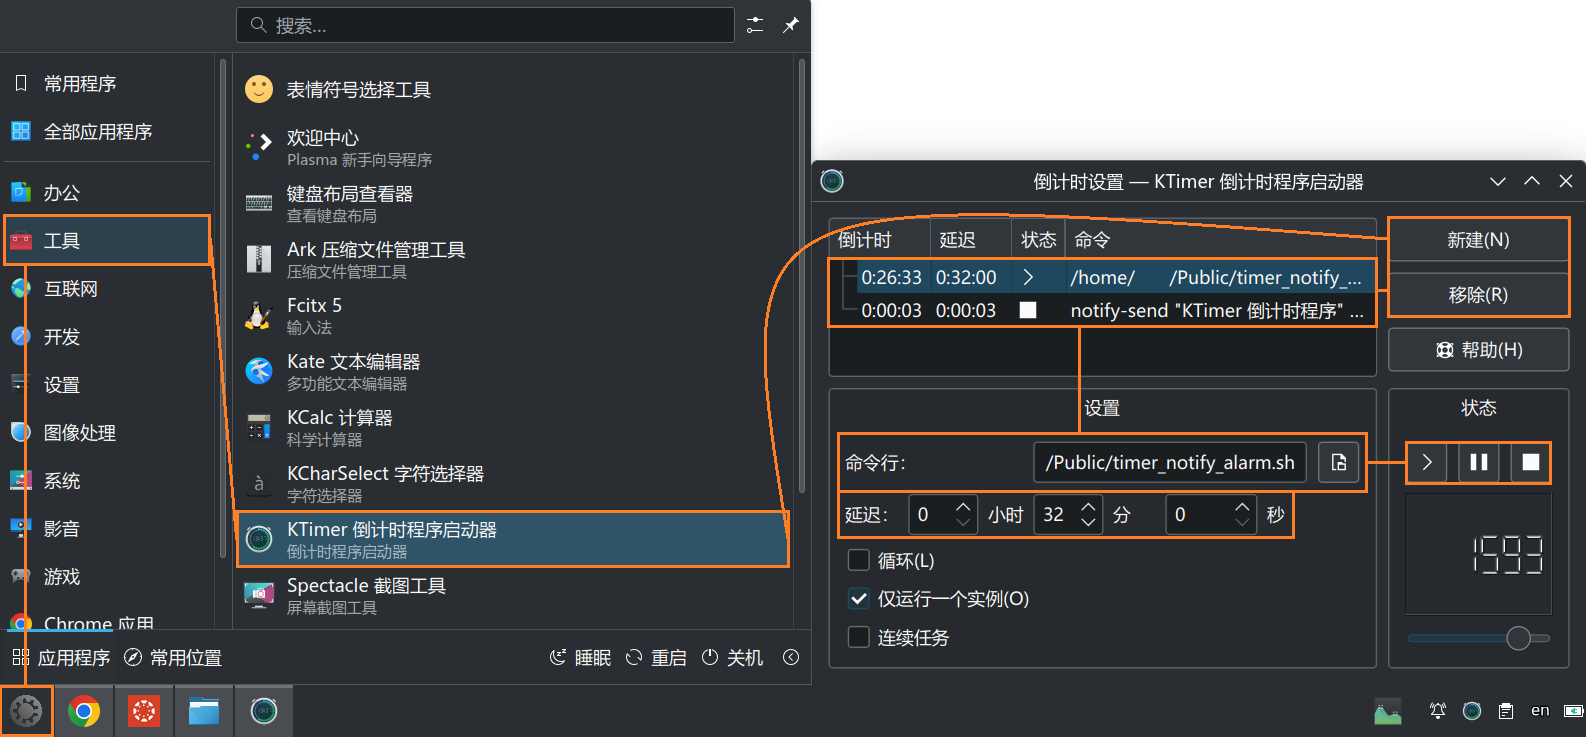 搜索...
常用程序
全部应用程序
办公
工具
互联网
开发
设置
图像处理
系统
影音
游戏
Chrome 应用
表情符号选择工具
欢迎中心
Plasma 新手向导程序
键盘布局查看器
查看键盘布局
Ark 压缩文件管理工具
压缩文件管理工具
Fcitx 5
输入法
Kate 文本编辑器
多功能文本编辑器
KCalc 计算器
科学计算器
KCharSelect 字符选择器
字符选择器
KTimer 倒计时程序启动器
倒计时程序启动器
Spectacle 截图工具
屏幕截图工具
应用程序 常用位置 睡眠 重启 关机
倒计时设置 — KTimer 倒计时程序启动器
倒计时 延迟 状态 命令
0:26:33 0:32:00 /home/ /Public/timer_notify_...
0:00:03 0:00:03 notify-send "KTimer 倒计时程序" ...
新建(N)
移除(R)
帮助(H)
设置
命令行: /Public/timer_notify_alarm.sh
延迟: 0 小时 32 分 0 秒
循环(L)
仅运行一个实例(O)
连续任务
状态
1593
en